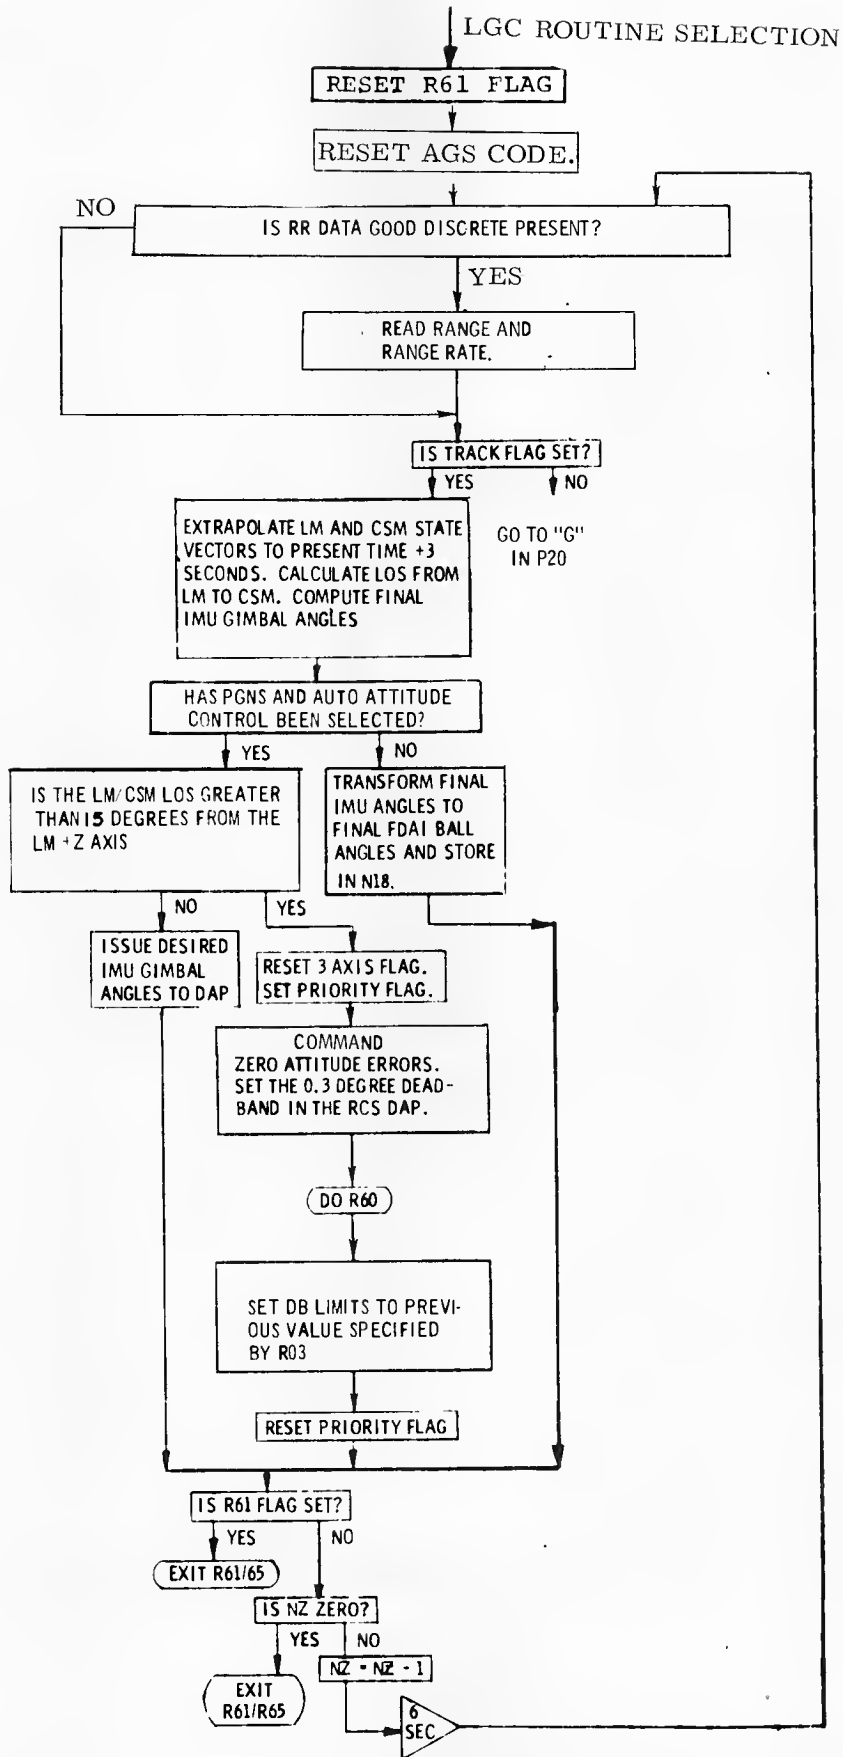 LGC ROUTINE SELECTION
RESET R61 FLAG
RESET AGS CODE.
NO
IS RR DATA GOOD DISCRETE PRESENT?
YES
READ RANGE AND
RANGE RATE.
IS TRACK FLAG SET?
YES
NO
EXTRAPOLATE LM AND CSM STATE
VECTORS TO PRESENT TIME +3
SECONDS. CALCULATE LOS FROM
LM TO CSM. COMPUTE FINAL
IMU GIMBAL ANGLES
GO TO "G"
IN P20
HAS PGNS AND AUTO ATTITUDE
CONTROL BEEN SELECTED?
YES
NO
IS THE LM/CSM LOS GREATER
THAN 15 DEGREES FROM THE
LM +Z AXIS
TRANSFORM FINAL
IMU ANGLES TO
FINAL FDAI BALL
ANGLES AND STORE
IN N18.
NO
YES
ISSUE DESIRED
IMU GIMBAL
ANGLES TO DAP
RESET 3 AXIS FLAG.
SET PRIORITY FLAG.
COMMAND
ZERO ATTITUDE ERRORS.
SET THE 0.3 DEGREE DEAD-
BAND IN THE RCS DAP.
DO R60
SET DB LIMITS TO PREVI-
OUS VALUE SPECIFIED
BY R03
RESET PRIORITY FLAG
IS R61 FLAG SET?
YES
NO
EXIT R61/65
IS NZ ZERO?
YES
NO
NZ = NZ - 1
EXIT
R61/R65
6
SEC